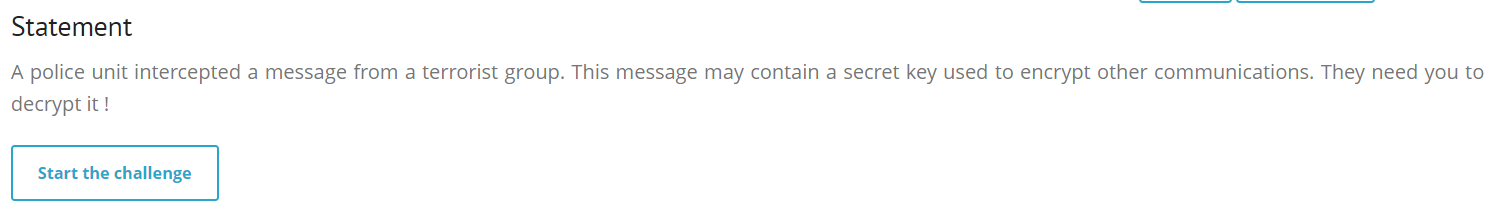 Statement
A police unit intercepted a message from a terrorist group. This message may contain a secret key used to encrypt other communications. They need you to
decrypt it !
Start the challenge